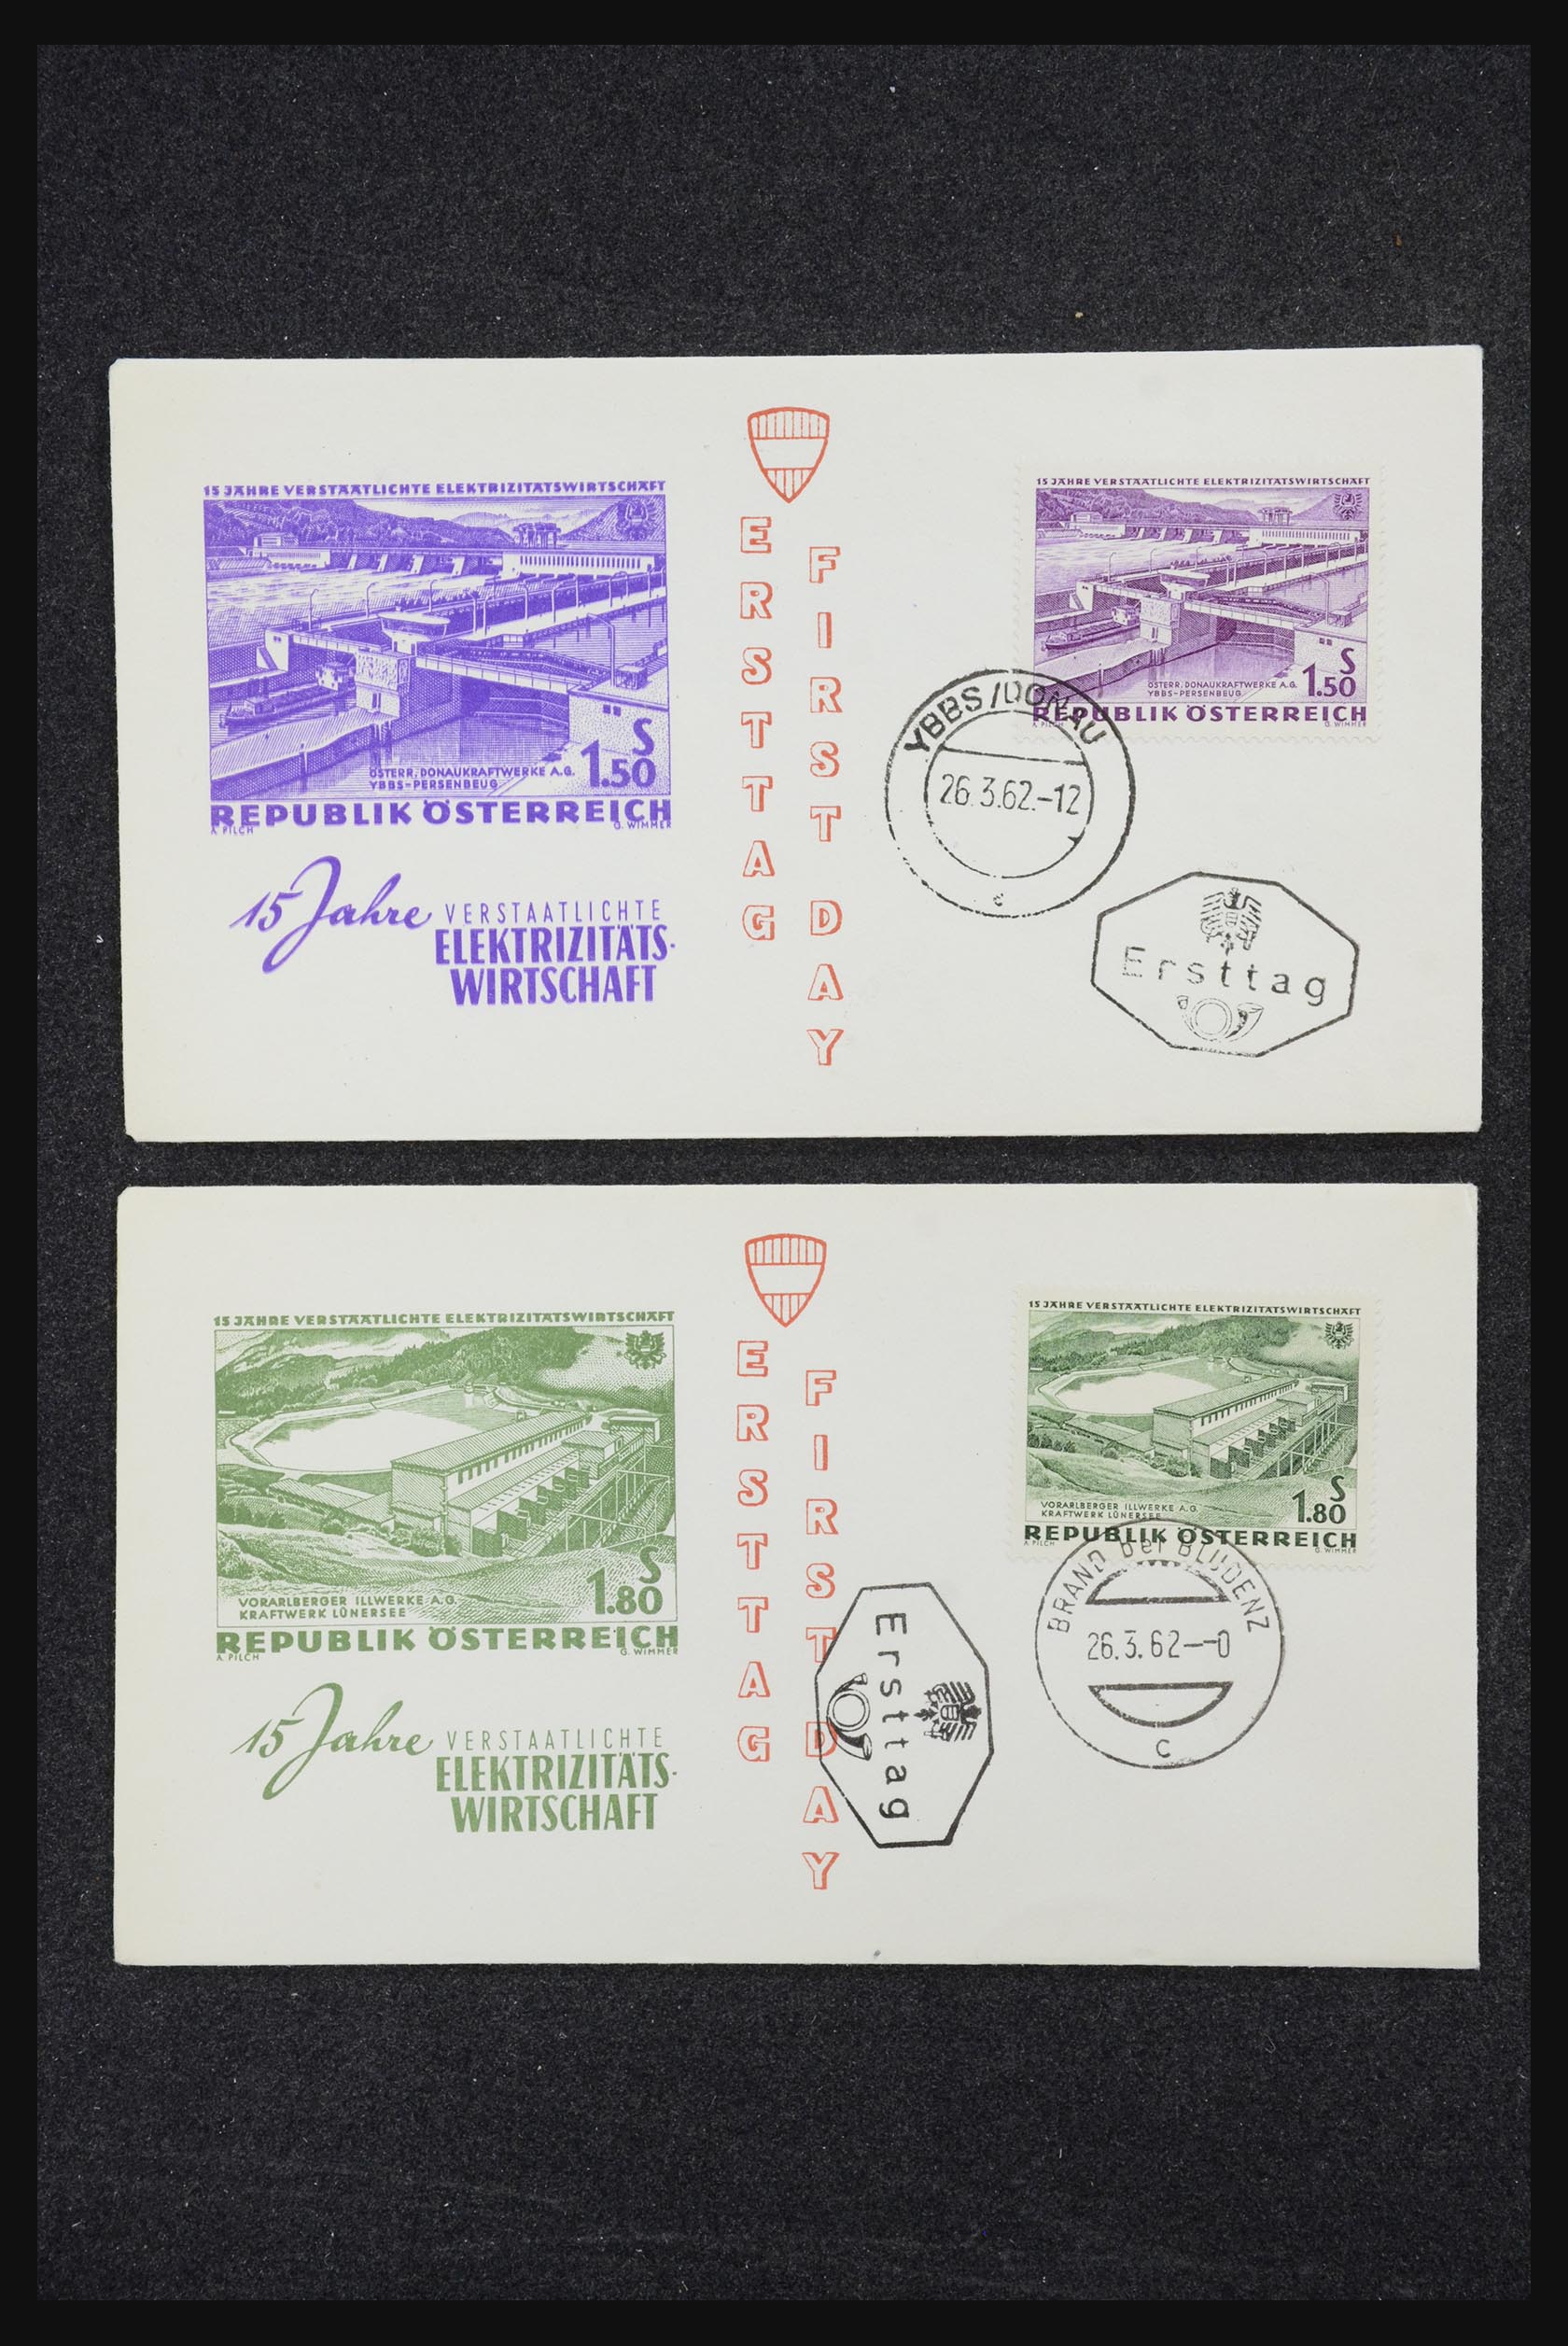 15 JAHRE VERSTAATLICHTE ELEKTRIZITÄTSWIRTSCHAFT
S
1.50
ÖSTERR. DONAUKRAFTWERKE A.G.
YBBS-PERSENBEUG
REPUBLIK ÖSTERREICH
A. PILCH G. WIMMER
15 Jahre VERSTAATLICHTE
ELEKTRIZITÄTS-
WIRTSCHAFT
ERSTTAG
FIRST DAY
15 JAHRE VERSTAATLICHTE ELEKTRIZITÄTSWIRTSCHAFT
S
1.50
ÖSTERR. DONAUKRAFTWERKE A.G.
YBBS-PERSENBEUG
REPUBLIK ÖSTERREICH
A. PILCH G. WIMMER
YBBS/DONAU
26.3.62.-12
c
Ersttag
15 JAHRE VERSTAATLICHTE ELEKTRIZITÄTSWIRTSCHAFT
S
1.80
VORARLBERGER ILLWERKE A.G.
KRAFTWERK LÜNERSEE
REPUBLIK ÖSTERREICH
A. PILCH G. WIMMER
15 Jahre VERSTAATLICHTE
ELEKTRIZITÄTS-
WIRTSCHAFT
ERSTTAG
FIRST DAY
15 JAHRE VERSTAATLICHTE ELEKTRIZITÄTSWIRTSCHAFT
S
1.80
VORARLBERGER ILLWERKE A.G.
KRAFTWERK LÜNERSEE
REPUBLIK ÖSTERREICH
A. PILCH G. WIMMER
BRAND bei BLUDENZ
26.3.62--0
c
Ersttag